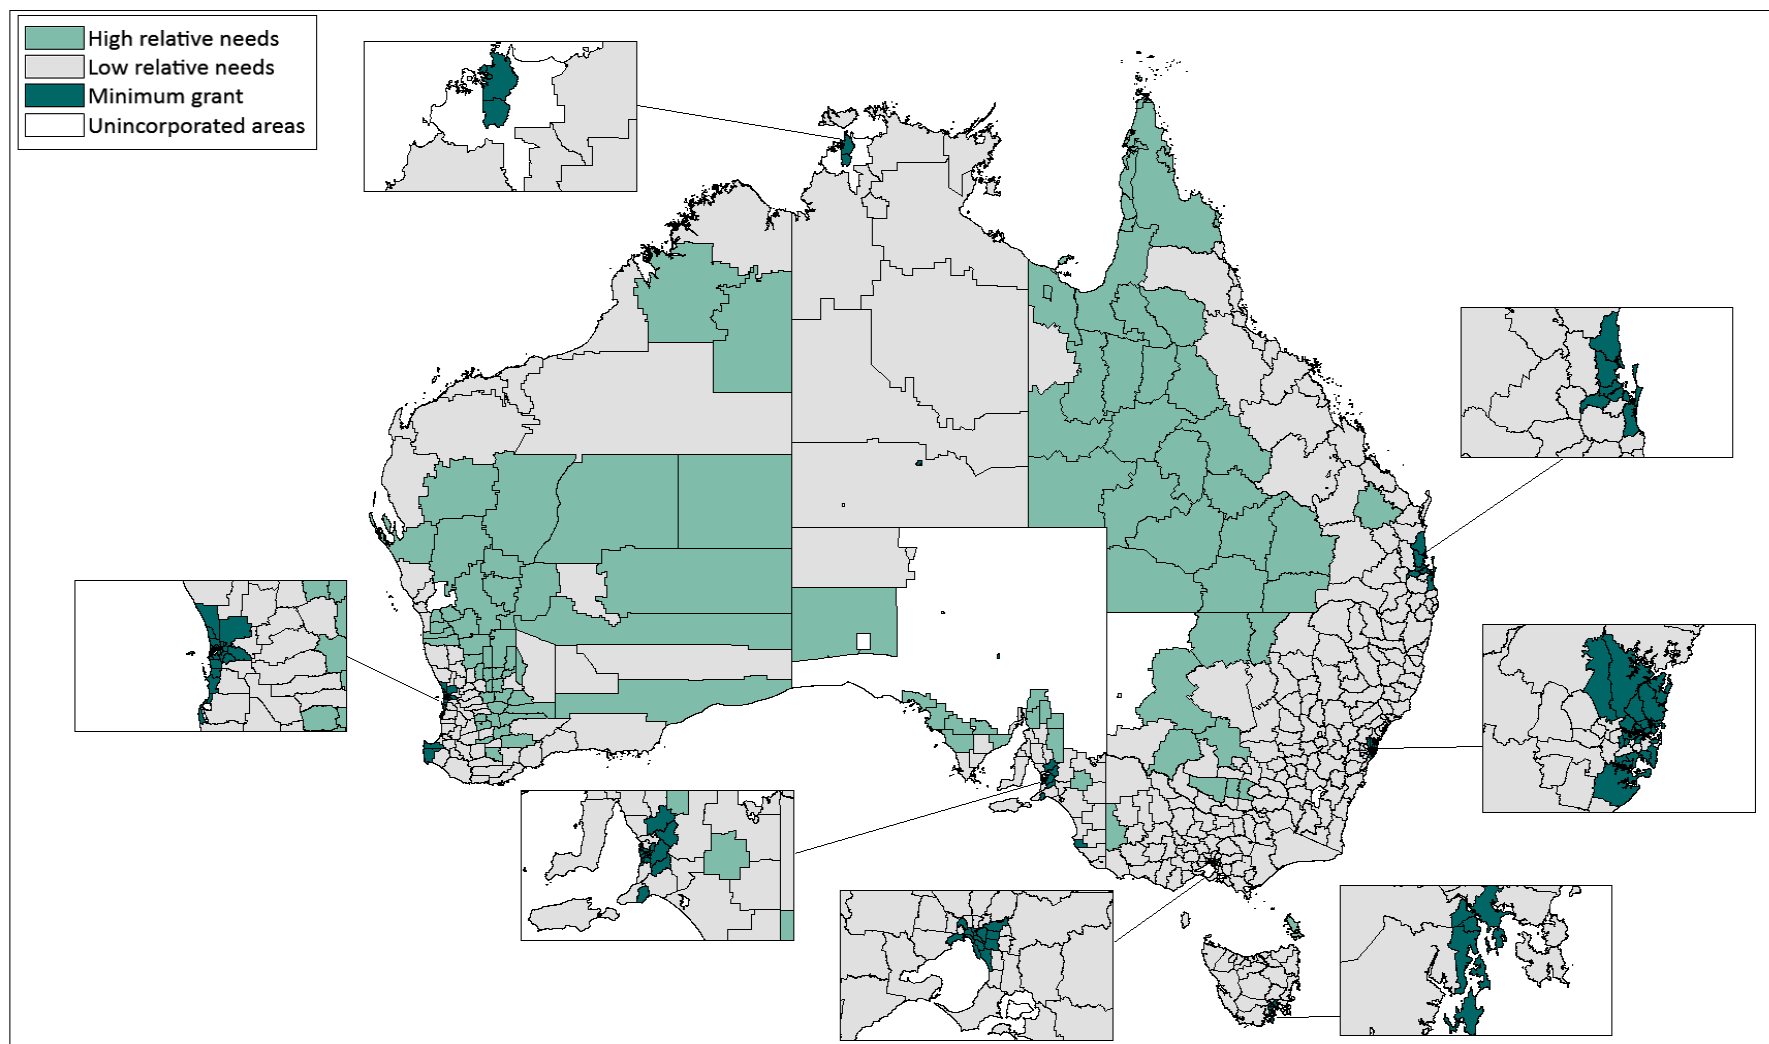 High relative needs
Low relative needs
Minimum grant
Unincorporated areas